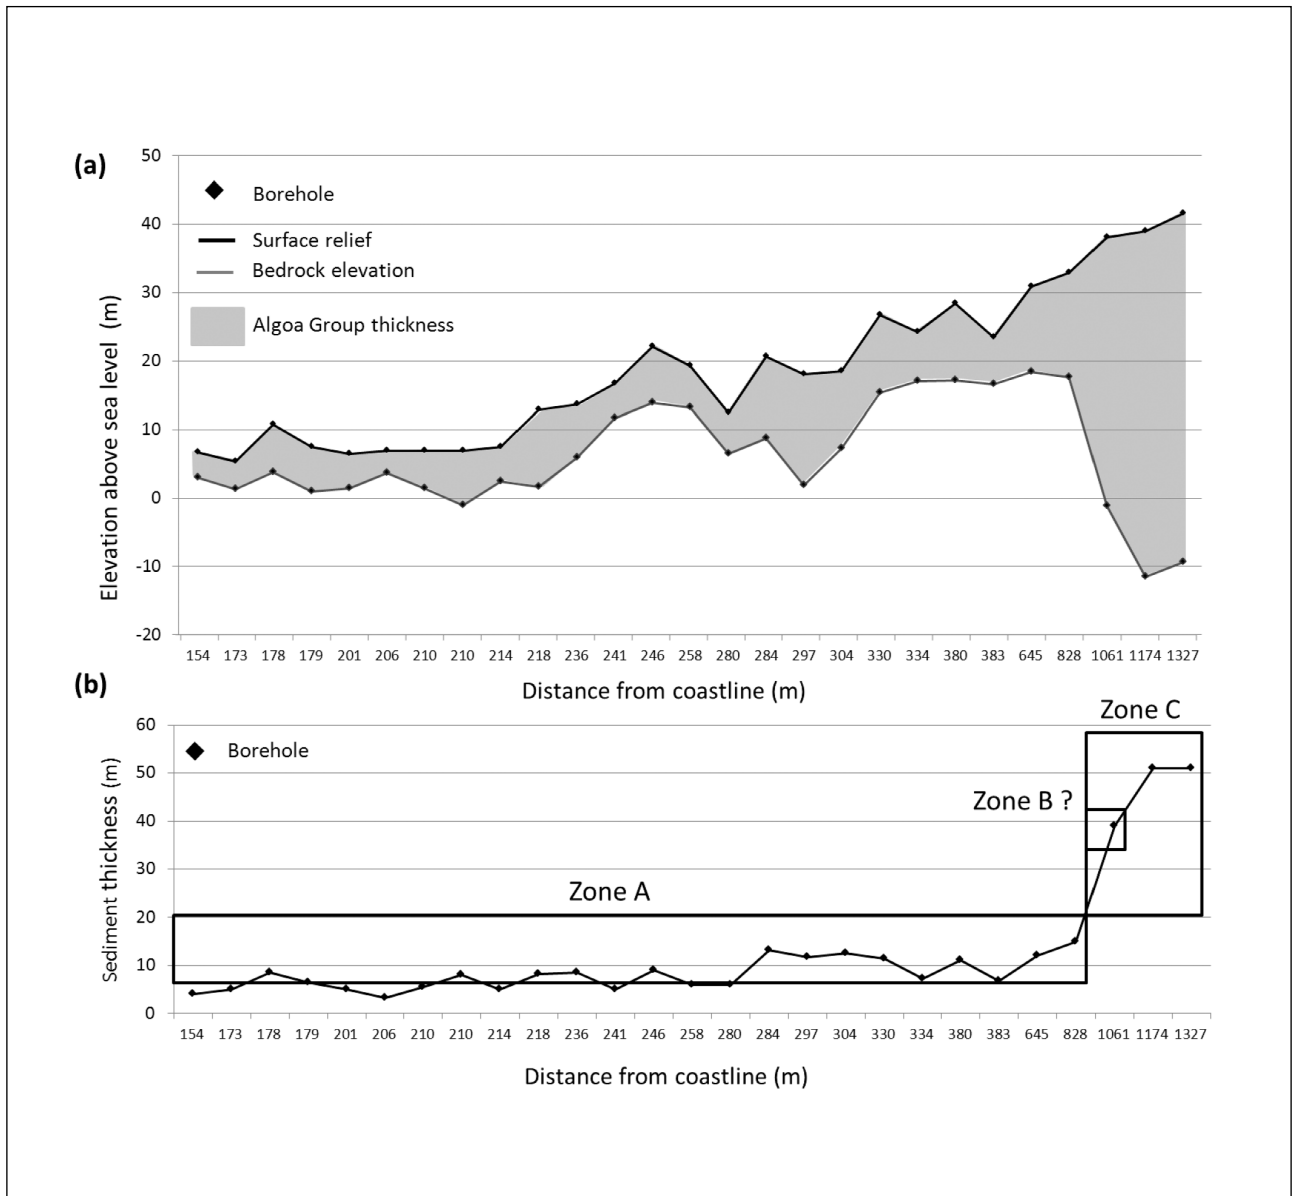 (a)
50
40
30
20
10
0
-10
-20
Elevation above sea level (m)
Borehole
Surface relief
Bedrock elevation
Algoa Group thickness
154 173 178 179 201 206 210 210 214 218 236 241 246 258 280 284 297 304 330 334 380 383 645 828 1061 1174 1327
Distance from coastline (m)
(b)
60
50
40
30
20
10
0
Sediment thickness (m)
Borehole
Zone C
Zone B ?
Zone A
154 173 178 179 201 206 210 210 214 218 236 241 246 258 280 284 297 304 330 334 380 383 645 828 1061 1174 1327
Distance from coastline (m)